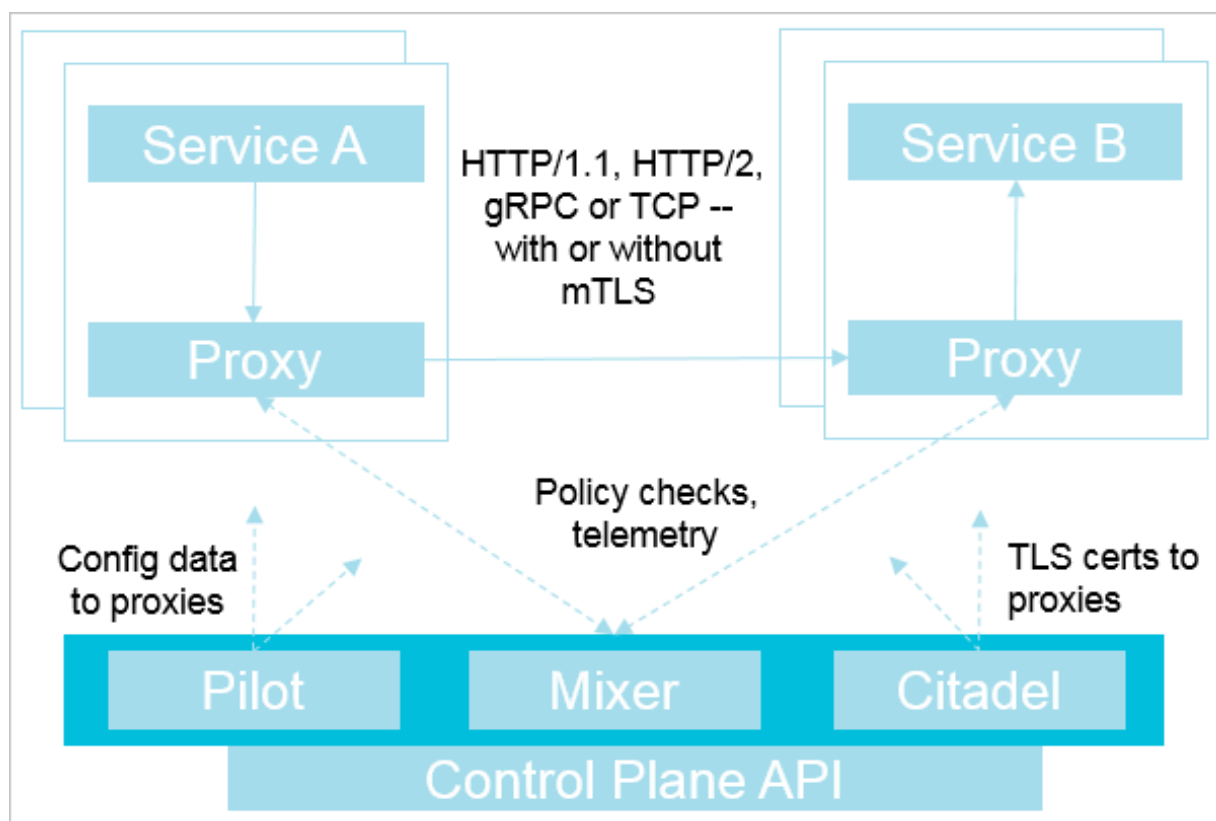 Service A
Service B
HTTP/1.1, HTTP/2,
gRPC or TCP --
with or without
mTLS
Proxy
Proxy
Policy checks,
telemetry
Config data
to proxies
TLS certs to
proxies
Pilot
Mixer
Citadel
Control Plane API